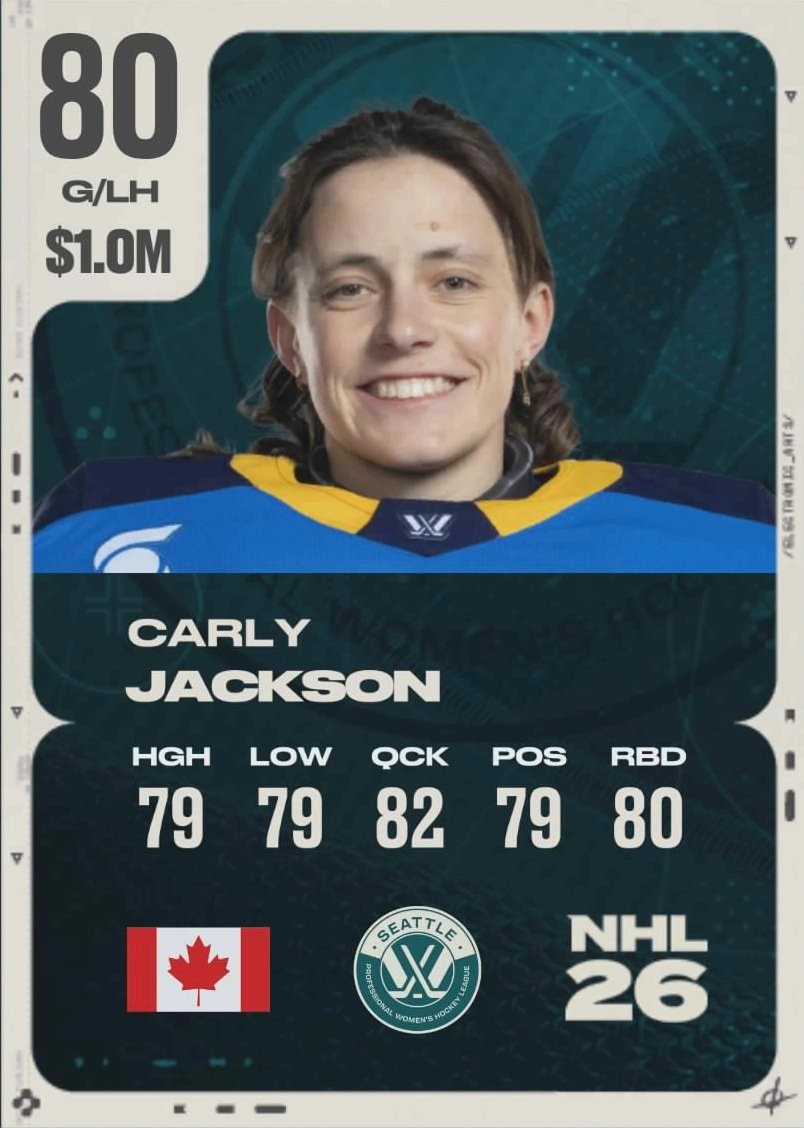 80
G/LH
$1.0M
CARLY
JACKSON
HGH LOW QCK POS RBD
79 79 82 79 80
SEATTLE
PROFESSIONAL WOMEN'S HOCKEY LEAGUE
NHL
26